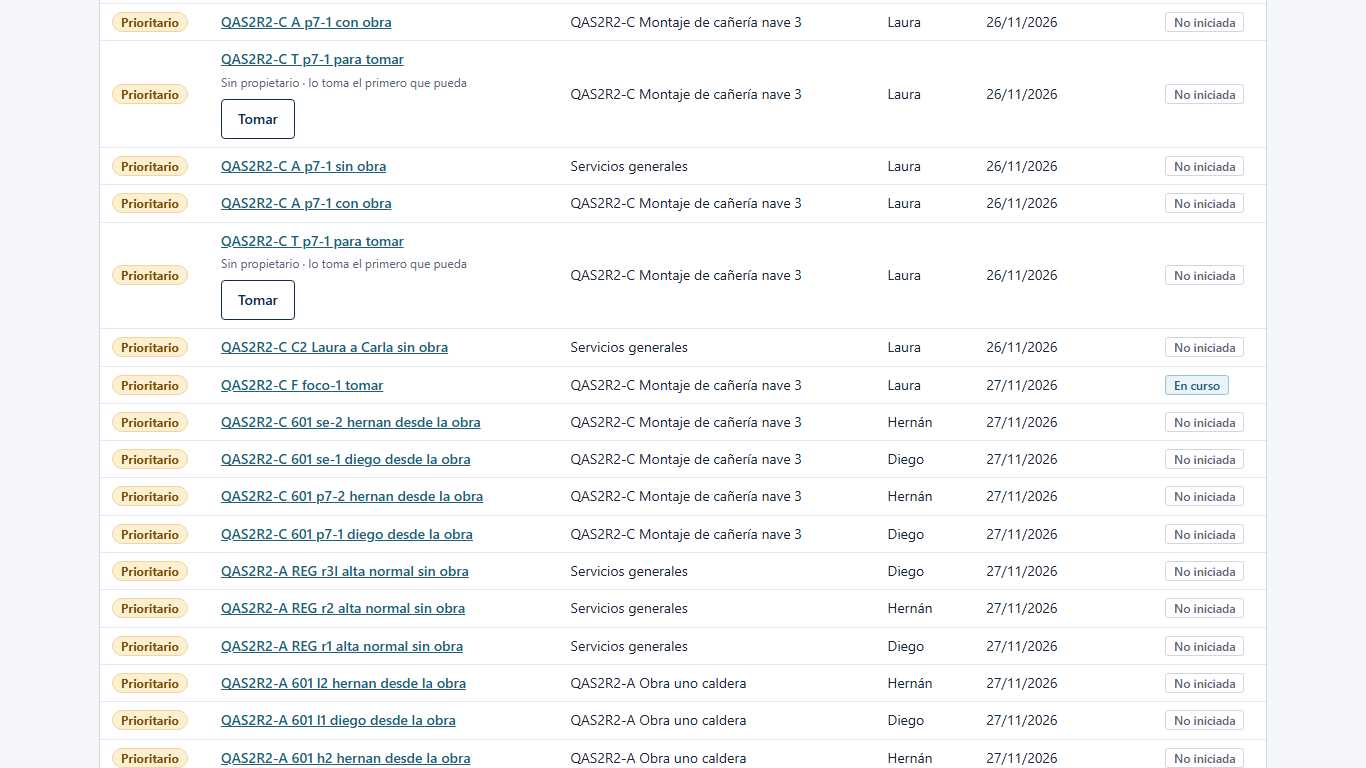 Prioritario QAS2R2-C A p7-1 con obra QAS2R2-C Montaje de cañería nave 3 Laura 26/11/2026 No iniciada
QAS2R2-C T p7-1 para tomar
Sin propietario · lo toma el primero que pueda
Prioritario QAS2R2-C Montaje de cañería nave 3 Laura 26/11/2026 No iniciada
Tomar
Prioritario QAS2R2-C A p7-1 sin obra Servicios generales Laura 26/11/2026 No iniciada
Prioritario QAS2R2-C A p7-1 con obra QAS2R2-C Montaje de cañería nave 3 Laura 26/11/2026 No iniciada
QAS2R2-C T p7-1 para tomar
Sin propietario · lo toma el primero que pueda
Prioritario QAS2R2-C Montaje de cañería nave 3 Laura 26/11/2026 No iniciada
Tomar
Prioritario QAS2R2-C C2 Laura a Carla sin obra Servicios generales Laura 26/11/2026 No iniciada
Prioritario QAS2R2-C F foco-1 tomar QAS2R2-C Montaje de cañería nave 3 Laura 27/11/2026 En curso
Prioritario QAS2R2-C 601 se-2 hernan desde la obra QAS2R2-C Montaje de cañería nave 3 Hernán 27/11/2026 No iniciada
Prioritario QAS2R2-C 601 se-1 diego desde la obra QAS2R2-C Montaje de cañería nave 3 Diego 27/11/2026 No iniciada
Prioritario QAS2R2-C 601 p7-2 hernan desde la obra QAS2R2-C Montaje de cañería nave 3 Hernán 27/11/2026 No iniciada
Prioritario QAS2R2-C 601 p7-1 diego desde la obra QAS2R2-C Montaje de cañería nave 3 Diego 27/11/2026 No iniciada
Prioritario QAS2R2-A REG r3l alta normal sin obra Servicios generales Diego 27/11/2026 No iniciada
Prioritario QAS2R2-A REG r2 alta normal sin obra Servicios generales Hernán 27/11/2026 No iniciada
Prioritario QAS2R2-A REG r1 alta normal sin obra Servicios generales Diego 27/11/2026 No iniciada
Prioritario QAS2R2-A 601 l2 hernan desde la obra QAS2R2-A Obra uno caldera Hernán 27/11/2026 No iniciada
Prioritario QAS2R2-A 601 l1 diego desde la obra QAS2R2-A Obra uno caldera Diego 27/11/2026 No iniciada
Prioritario QAS2R2-A 601 h2 hernan desde la obra QAS2R2-A Obra uno caldera Hernán 27/11/2026 No iniciada